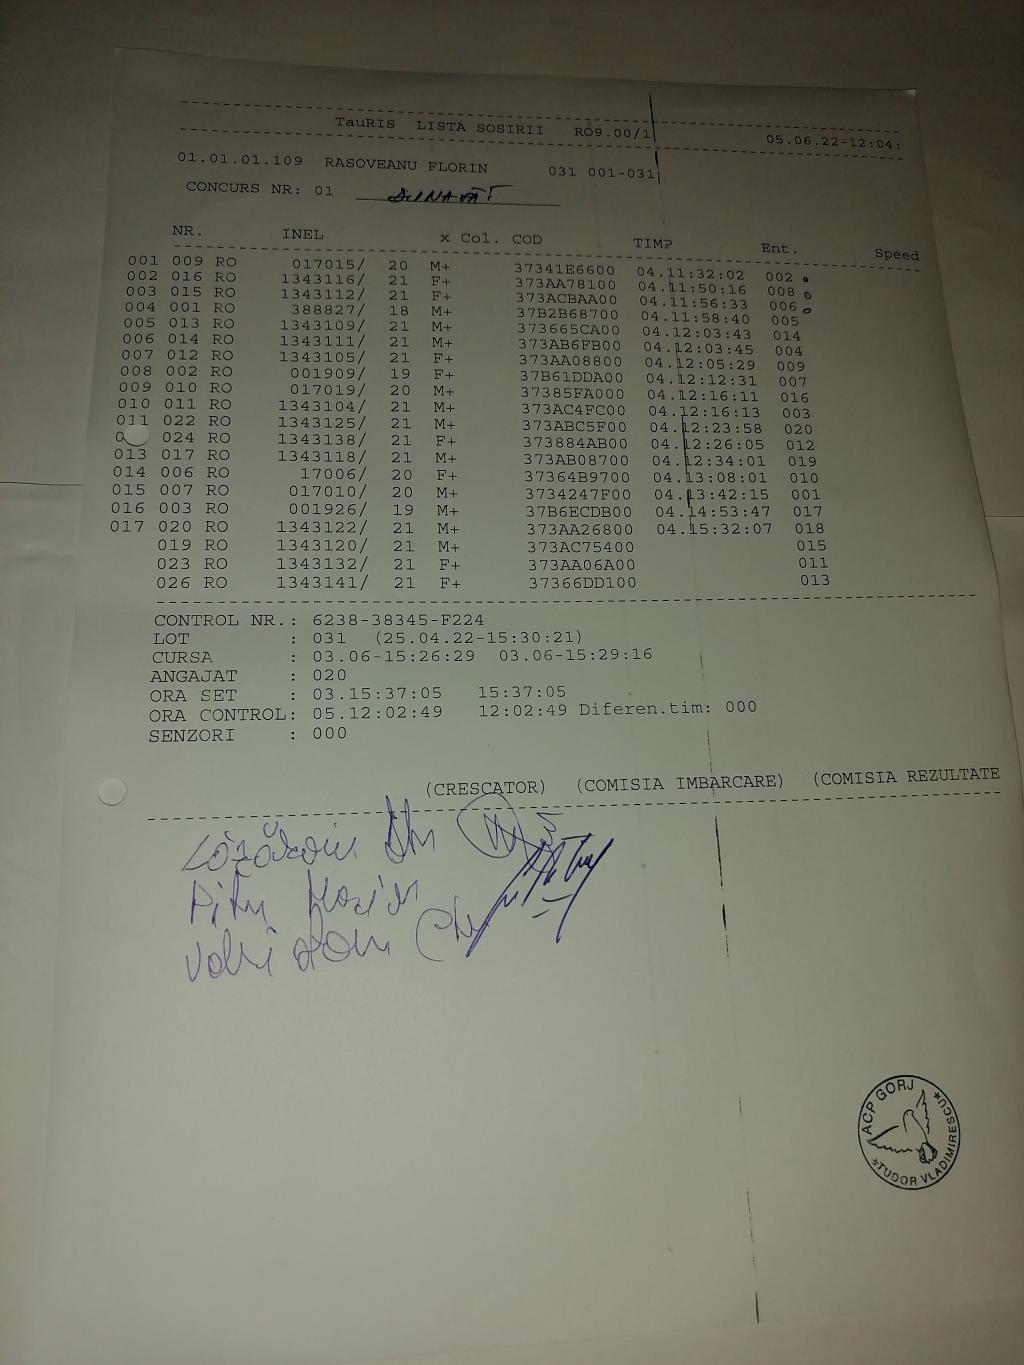 TauRIS LISTA SOSIRII RO9.00/1 05.06.22-12:04:
01.01.01.109 RASOVEANU FLORIN 031 001-031
CONCURS NR: 01 DUNAVĂT
NR. INEL x Col. COD TIMP Ent. Speed
001 009 RO 017015/ 20 M+ 37341E6600 04.11:32:02 002
002 016 RO 1343116/ 21 F+ 373AA78100 04.11:50:16 008
003 015 RO 1343112/ 21 F+ 373ACBAA00 04.11:56:33 006
004 001 RO 388827/ 18 M+ 37B2B68700 04.11:58:40 005
005 013 RO 1343109/ 21 M+ 373665CA00 04.12:03:43 014
006 014 RO 1343111/ 21 M+ 373AB6FB00 04.12:03:45 004
007 012 RO 1343105/ 21 F+ 373AA08800 04.12:05:29 009
008 002 RO 001909/ 19 F+ 37B61DDA00 04.12:12:31 007
009 010 RO 017019/ 20 M+ 37385FA000 04.12:16:11 016
010 011 RO 1343104/ 21 M+ 373AC4FC00 04.12:16:13 003
011 022 RO 1343125/ 21 M+ 373ABC5F00 04.12:23:58 020
024 RO 1343138/ 21 F+ 373884AB00 04.12:26:05 012
013 017 RO 1343118/ 21 M+ 373AB08700 04.12:34:01 019
014 006 RO 17006/ 20 F+ 37364B9700 04.13:08:01 010
015 007 RO 017010/ 20 M+ 3734247F00 04.13:42:15 001
016 003 RO 001926/ 19 M+ 37B6ECDB00 04.14:53:47 017
017 020 RO 1343122/ 21 M+ 373AA26800 04.15:32:07 018
019 RO 1343120/ 21 M+ 373AC75400 015
023 RO 1343132/ 21 F+ 373AA06A00 011
026 RO 1343141/ 21 F+ 37366DD100 013
CONTROL NR.: 6238-38345-F224
LOT : 031 (25.04.22-15:30:21)
CURSA : 03.06-15:26:29 03.06-15:29:16
ANGAJAT : 020
ORA SET : 03.15:37:05 15:37:05
ORA CONTROL: 05.12:02:49 12:02:49 Diferen.tim: 000
SENZORI : 000
(CRESCATOR) (COMISIA IMBARCARE) (COMISIA REZULTATE
ACP GORJ
*TUDOR VLADIMIRESCU*